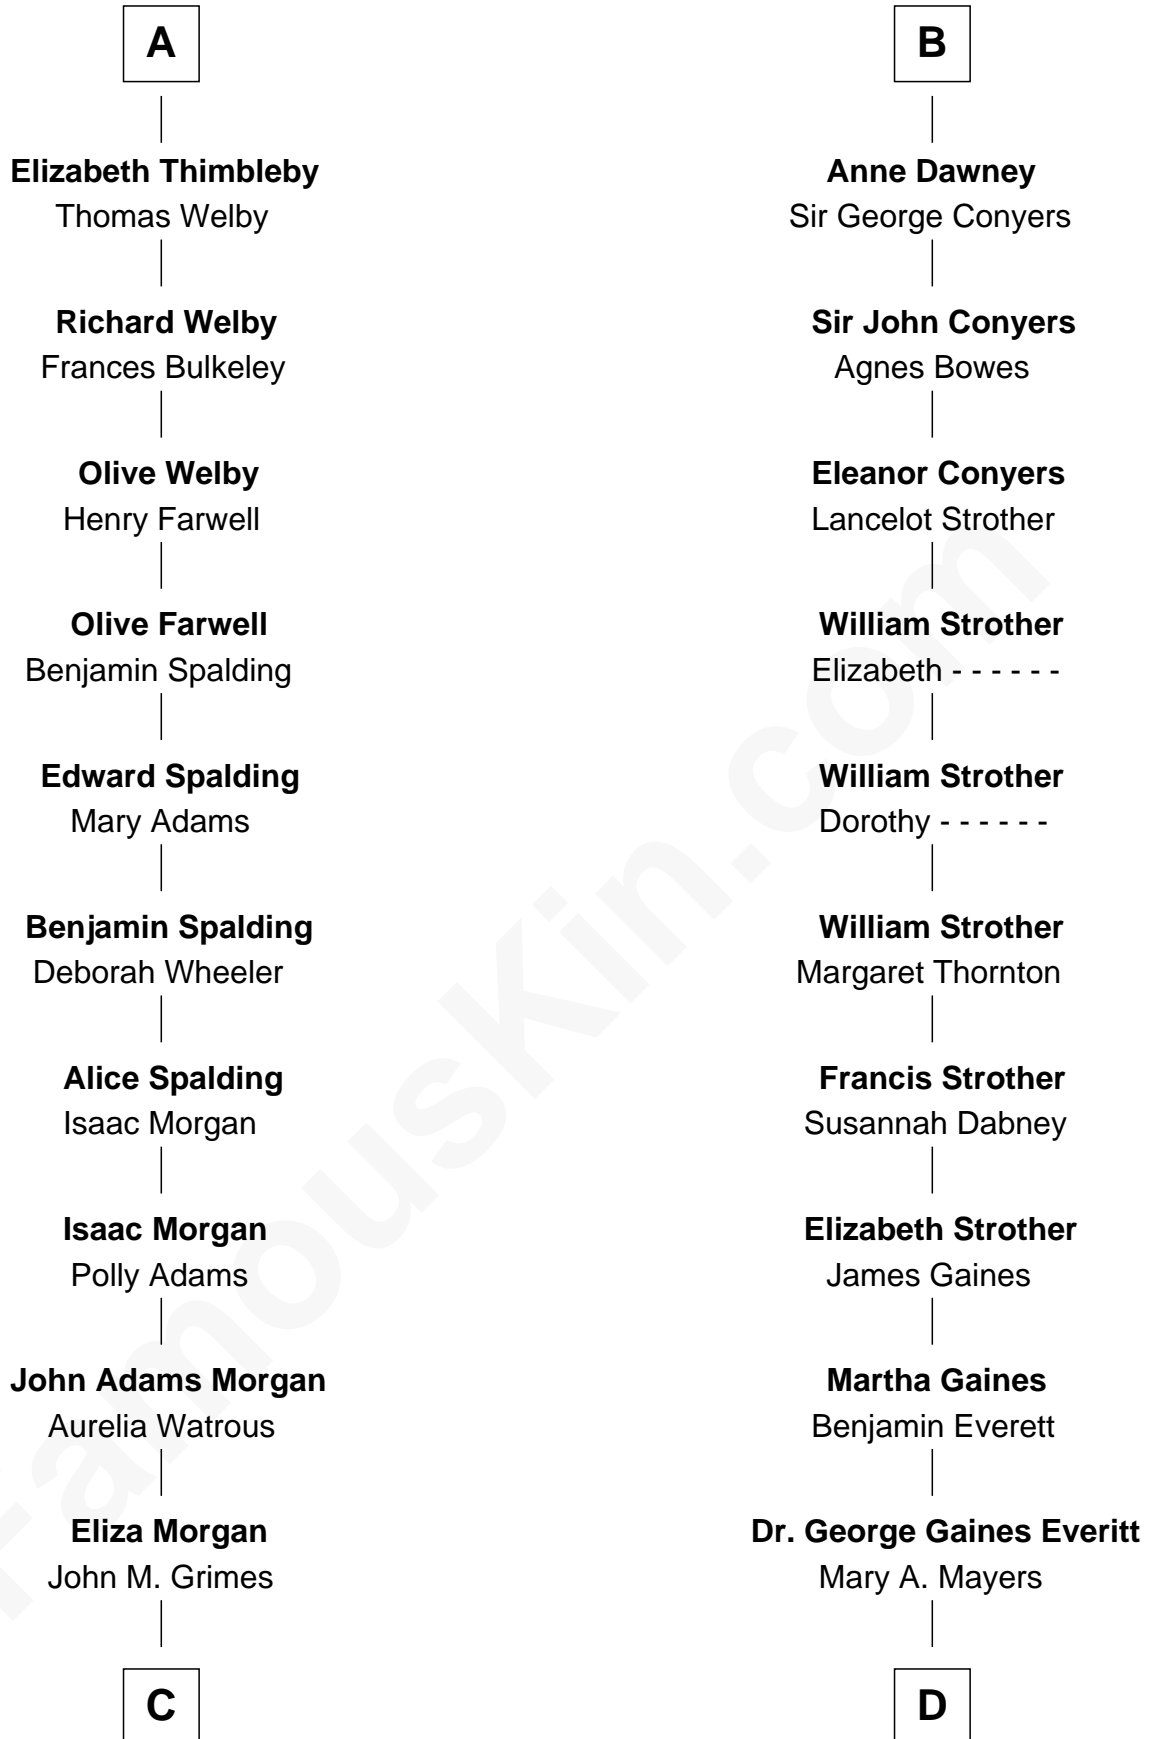 A
Elizabeth Thimbleby
Thomas Welby
Richard Welby
Frances Bulkeley
Olive Welby
Henry Farwell
Olive Farwell
Benjamin Spalding
Edward Spalding
Mary Adams
Benjamin Spalding
Deborah Wheeler
Alice Spalding
Isaac Morgan
Isaac Morgan
Polly Adams
John Adams Morgan
Aurelia Watrous
Eliza Morgan
John M. Grimes
C
B
Anne Dawney
Sir George Conyers
Sir John Conyers
Agnes Bowes
Eleanor Conyers
Lancelot Strother
William Strother
Elizabeth - - - - - -
William Strother
Dorothy - - - - - -
William Strother
Margaret Thornton
Francis Strother
Susannah Dabney
Elizabeth Strother
James Gaines
Martha Gaines
Benjamin Everett
Dr. George Gaines Everitt
Mary A. Mayers
D
FamousKin.com